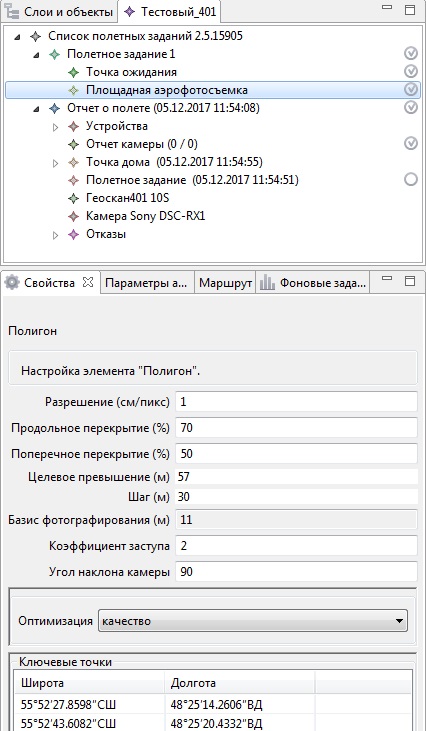 Слои и объекты Тестовый_401
Список полетных заданий 2.5.15905
Полетное задание 1
Точка ожидания
Площадная аэрофотосъемка
Отчет о полете (05.12.2017 11:54:08)
Устройства
Отчет камеры (0 / 0)
Точка дома (05.12.2017 11:54:55)
Полетное задание (05.12.2017 11:54:51)
Геоскан401 10S
Камера Sony DSC-RX1
Отказы
Свойства Параметры а... Маршрут Фоновые зада...
Полигон
Настройка элемента "Полигон".
Разрешение (см/пикс) 1
Продольное перекрытие (%) 70
Поперечное перекрытие (%) 50
Целевое превышение (м) 57
Шаг (м) 30
Базис фотографирования (м) 11
Коэффициент заступа 2
Угол наклона камеры 90
Оптимизация качество
Ключевые точки
Широта Долгота
55°52'27.8598"СШ 48°25'14.2606"ВД
55°52'43.6082"СШ 48°25'20.4332"ВД